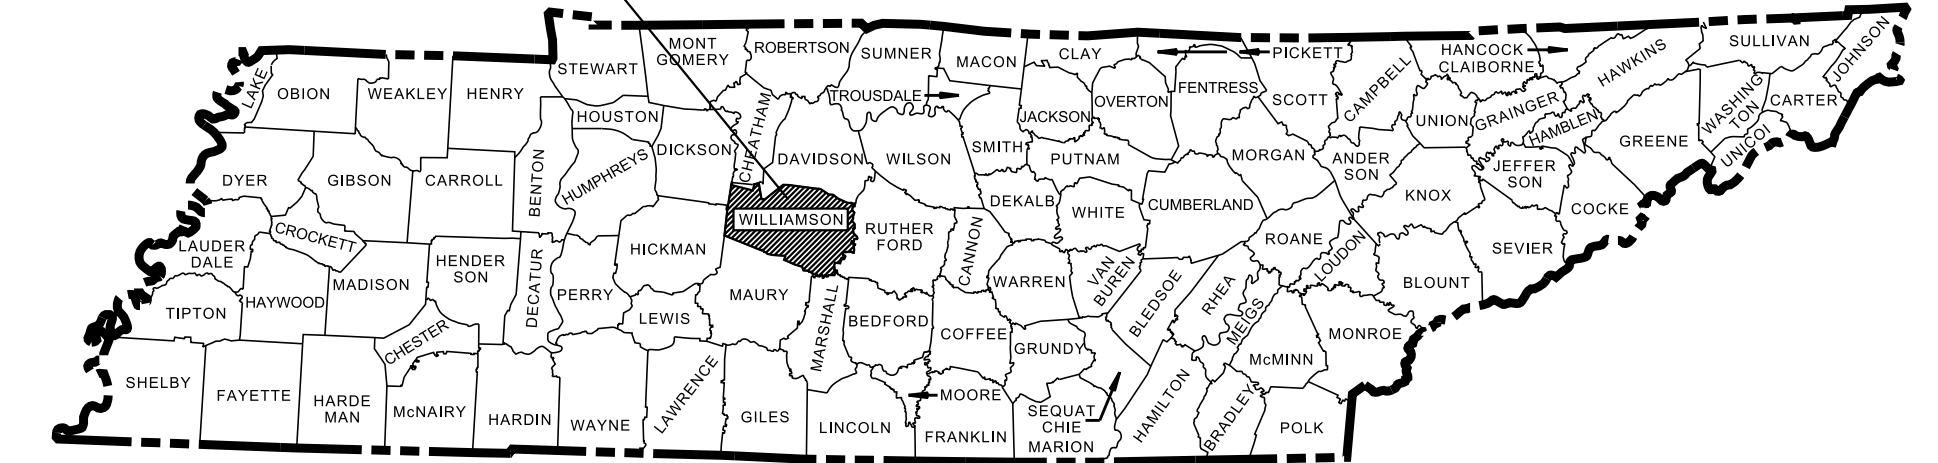 LAKE
OBION
WEAKLEY
HENRY
STEWART
MONT
GOMERY
ROBERTSON
SUMNER
MACON
CLAY
PICKETT
HANCOCK
CLAIBORNE
HAWKINS
SULLIVAN
JOHNSON
HOUSTON
CHEATHAM
TROUSDALE
JACKSON
OVERTON
FENTRESS
SCOTT
CAMPBELL
UNION
GRAINGER
HAMBLEN
GREENE
WASHING
TON
UNICOI
CARTER
DYER
GIBSON
CARROLL
BENTON
HUMPHREYS
DICKSON
DAVIDSON
WILSON
SMITH
PUTNAM
MORGAN
ANDER
SON
KNOX
JEFFER
SON
COCKE
LAUDER
DALE
CROCKETT
WILLIAMSON
RUTHER
FORD
DEKALB
WHITE
CUMBERLAND
ROANE
LOUDON
BLOUNT
SEVIER
TIPTON
HAYWOOD
MADISON
HENDER
SON
DECATUR
PERRY
HICKMAN
LEWIS
MAURY
MARSHALL
BEDFORD
CANNON
WARREN
VAN
BUREN
BLEDSOE
RHEA
MEIGS
MONROE
CHESTER
COFFEE
GRUNDY
McMINN
SHELBY
FAYETTE
HARDE
MAN
McNAIRY
HARDIN
WAYNE
LAWRENCE
GILES
LINCOLN
MOORE
FRANKLIN
SEQUAT
CHIE
MARION
HAMILTON
BRADLEY
POLK